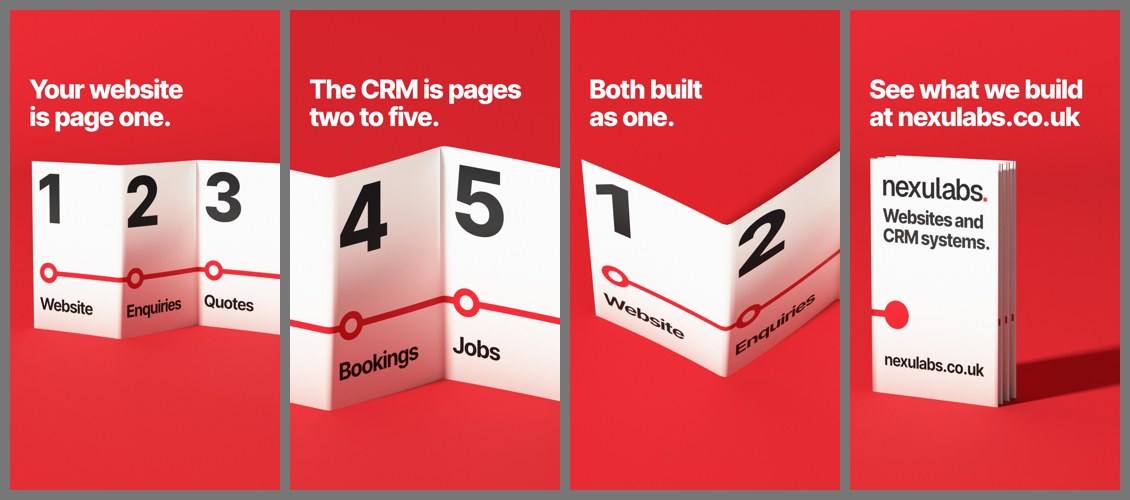 Your website
is page one.
1 2 3
Website Enquiries Quotes
The CRM is pages
two to five.
4 5
Bookings Jobs
Both built
as one.
1 2
Website Enquiries
See what we build
at nexulabs.co.uk
nexulabs.
Websites and
CRM systems.
nexulabs.co.uk